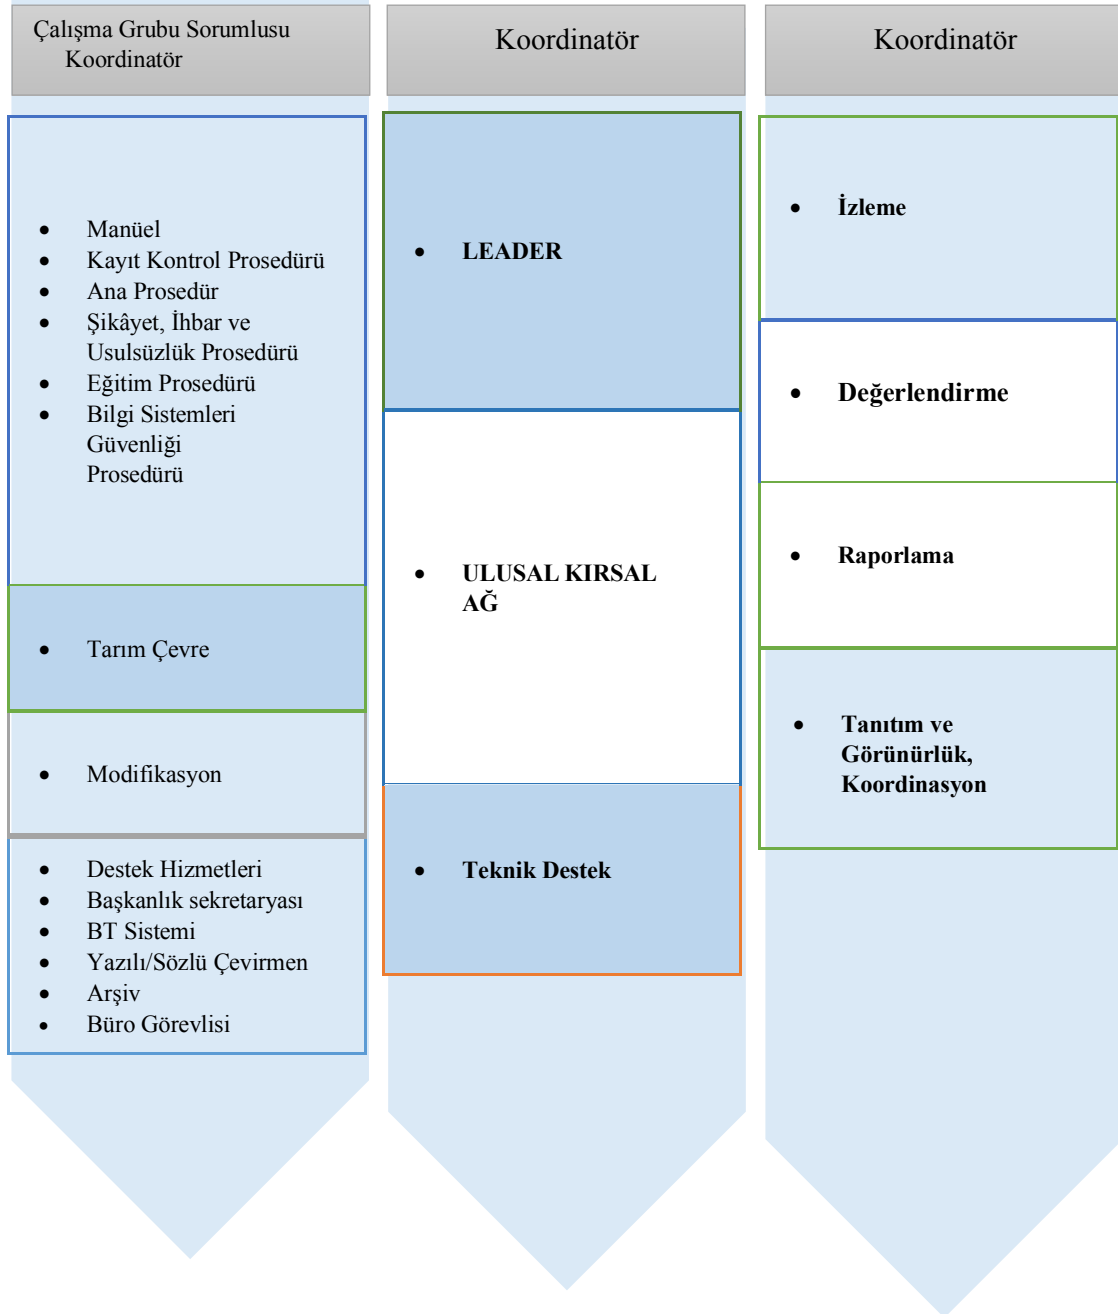 Çalışma Grubu Sorumlusu
Koordinatör
• Manüel
• Kayıt Kontrol Prosedürü
• Ana Prosedür
• Şikâyet, İhbar ve
Usulsüzlük Prosedürü
• Eğitim Prosedürü
• Bilgi Sistemleri
Güvenliği
Prosedürü
• Tarım Çevre
• Modifikasyon
• Destek Hizmetleri
• Başkanlık sekretaryası
• BT Sistemi
• Yazılı/Sözlü Çevirmen
• Arşiv
• Büro Görevlisi
Koordinatör
• LEADER
• ULUSAL KIRSAL
AĞ
• Teknik Destek
Koordinatör
• İzleme
• Değerlendirme
• Raporlama
• Tanıtım ve
Görünürlük,
Koordinasyon